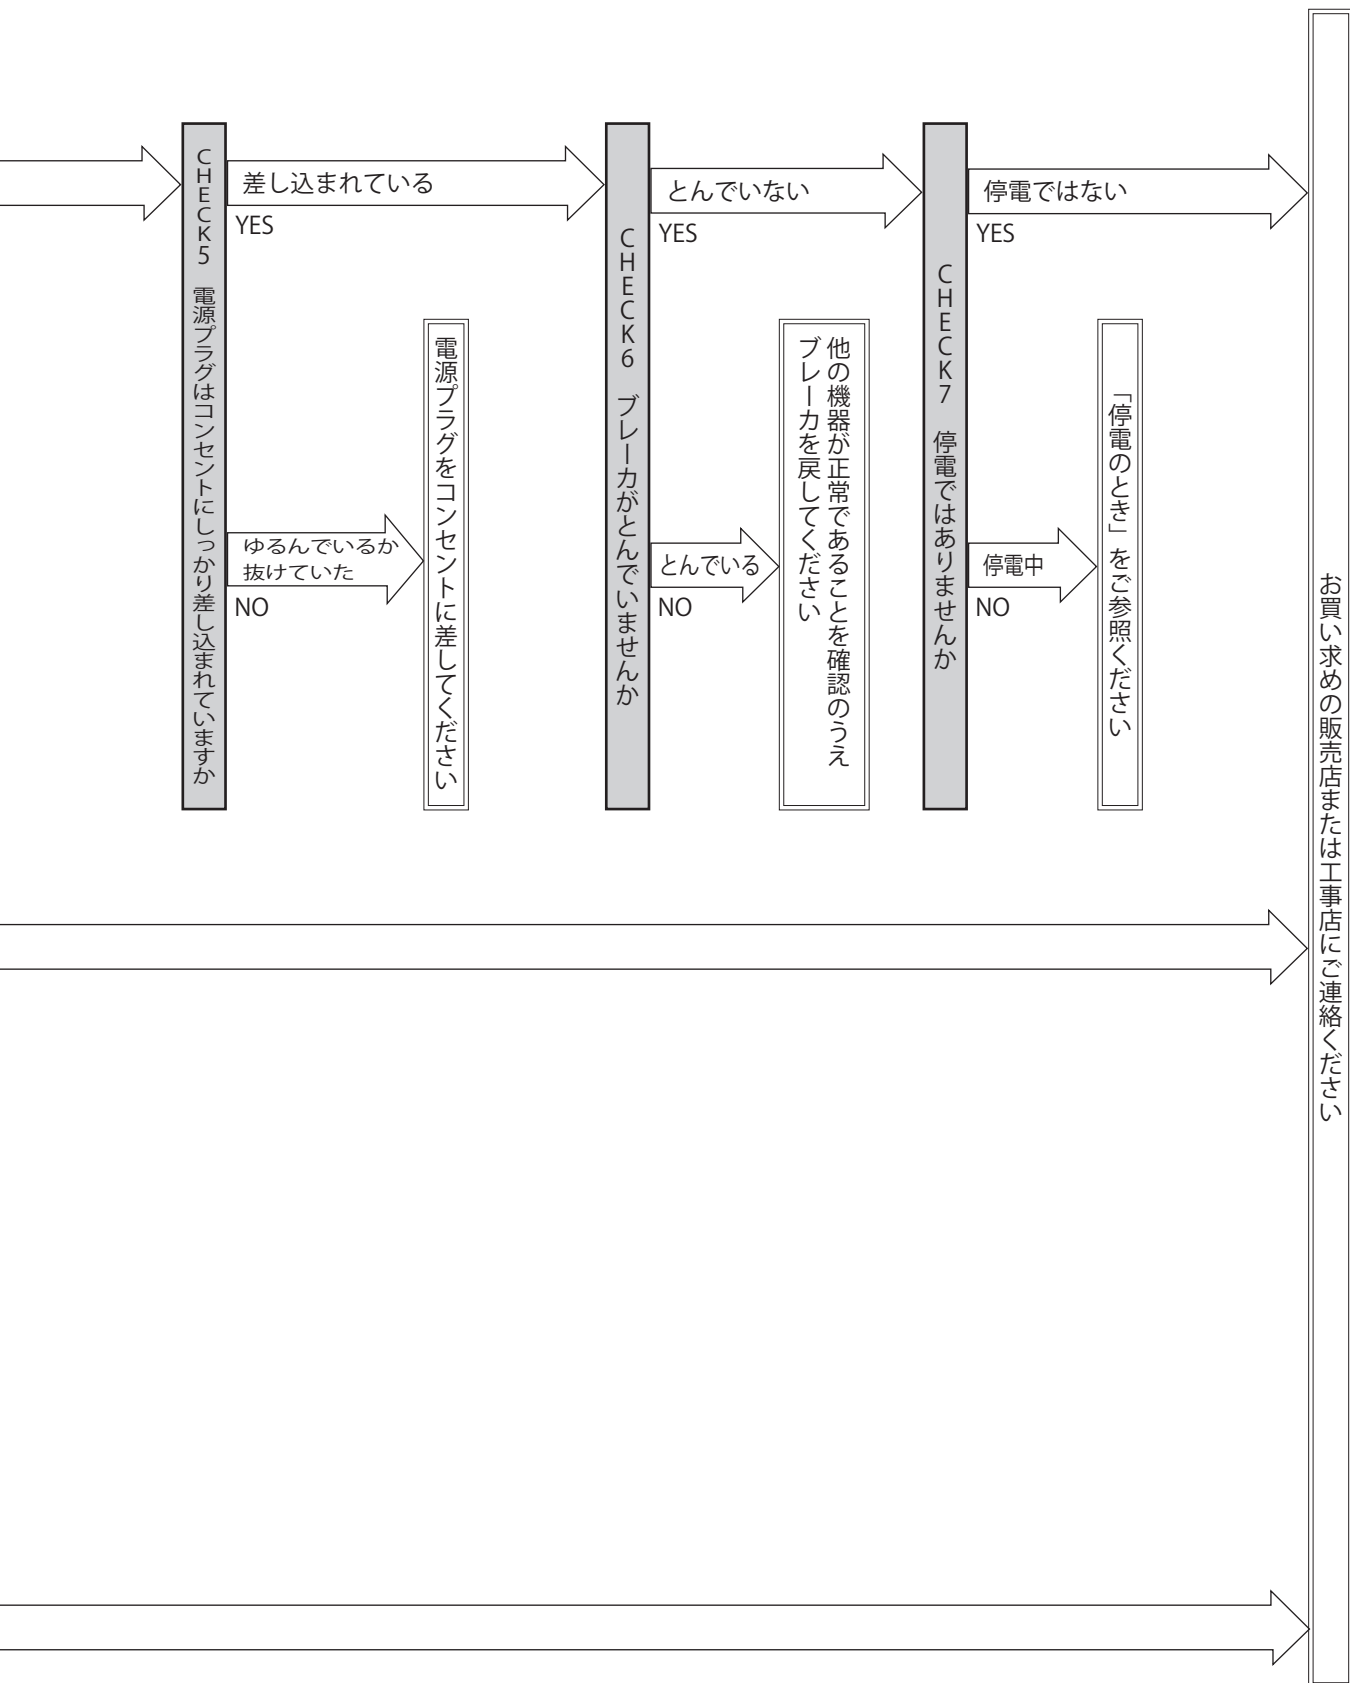 CHECK5　電源プラグはコンセントにしっかり差し込まれていますか
差し込まれている
YES
ゆるんでいるか
抜けていた
NO
電源プラグをコンセントに差してください
CHECK6　ブレーカがとんでいませんか
とんでいない
YES
とんでいる
NO
他の機器が正常であることを確認のうえ
ブレーカを戻してください
CHECK7　停電ではありませんか
停電ではない
YES
停電中
NO
「停電のとき」をご参照ください
お買い求めの販売店または工事店にご連絡ください